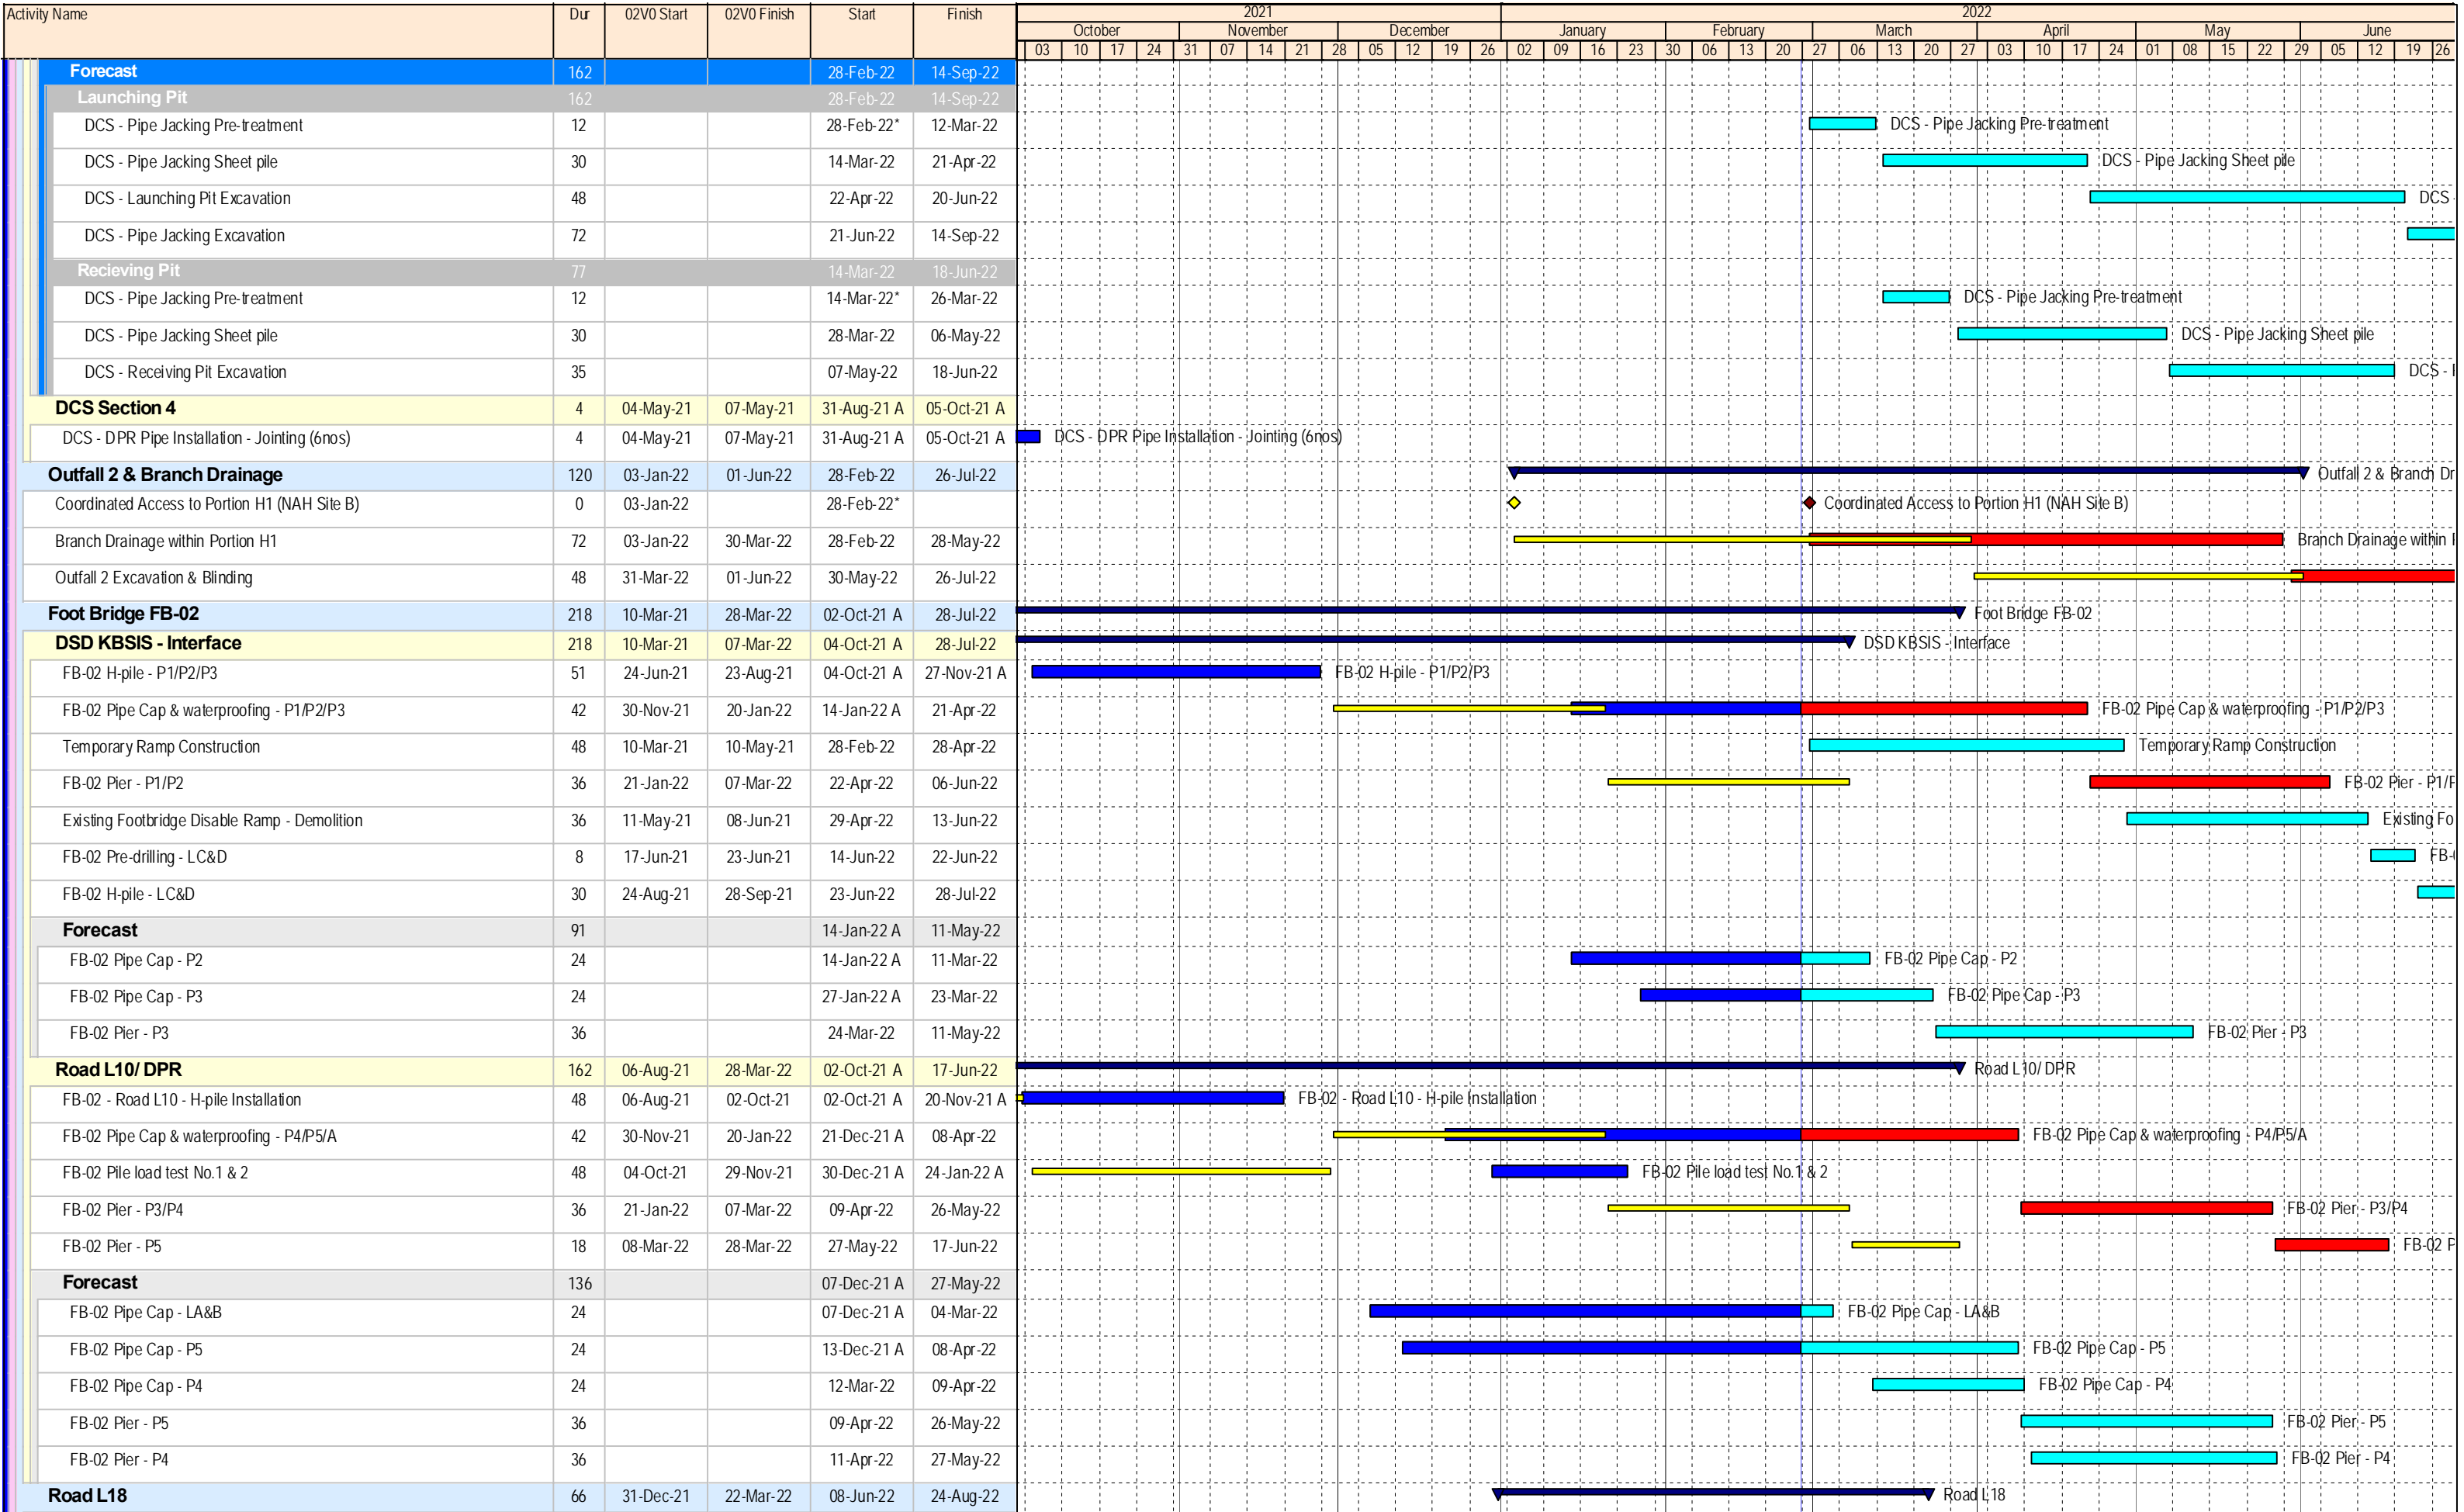 Activity Name Dur 02V0 Start 02V0 Finish Start Finish 2021 2022
October November December January February March April May June
03 10 17 24 31 07 14 21 28 05 12 19 26 02 09 16 23 30 06 13 20 27 06 13 20 27 03 10 17 24 01 08 15 22 29 05 12 19 26
Forecast 162 28-Feb-22 14-Sep-22
Launching Pit 162 28-Feb-22 14-Sep-22
DCS - Pipe Jacking Pre-treatment 12 28-Feb-22* 12-Mar-22 DCS - Pipe Jacking Pre-treatment
DCS - Pipe Jacking Sheet pile 30 14-Mar-22 21-Apr-22 DCS - Pipe Jacking Sheet pile
DCS - Launching Pit Excavation 48 22-Apr-22 20-Jun-22 DCS -
DCS - Pipe Jacking Excavation 72 21-Jun-22 14-Sep-22
Recieving Pit 77 14-Mar-22 18-Jun-22
DCS - Pipe Jacking Pre-treatment 12 14-Mar-22* 26-Mar-22 DCS - Pipe Jacking Pre-treatment
DCS - Pipe Jacking Sheet pile 30 28-Mar-22 06-May-22 DCS - Pipe Jacking Sheet pile
DCS - Receiving Pit Excavation 35 07-May-22 18-Jun-22 DCS -
DCS Section 4 4 04-May-21 07-May-21 31-Aug-21 A 05-Oct-21 A
DCS - DPR Pipe Installation - Jointing (6nos) 4 04-May-21 07-May-21 31-Aug-21 A 05-Oct-21 A DCS - DPR Pipe Installation - Jointing (6nos)
Outfall 2 & Branch Drainage 120 03-Jan-22 01-Jun-22 28-Feb-22 26-Jul-22 Outfall 2 & Branch Dr
Coordinated Access to Portion H1 (NAH Site B) 0 03-Jan-22 28-Feb-22* Coordinated Access to Portion H1 (NAH Site B)
Branch Drainage within Portion H1 72 03-Jan-22 30-Mar-22 28-Feb-22 28-May-22 Branch Drainage within
Outfall 2 Excavation & Blinding 48 31-Mar-22 01-Jun-22 30-May-22 26-Jul-22
Foot Bridge FB-02 218 10-Mar-21 28-Mar-22 02-Oct-21 A 28-Jul-22 Foot Bridge FB-02
DSD KBSIS - Interface 218 10-Mar-21 07-Mar-22 04-Oct-21 A 28-Jul-22 DSD KBSIS - Interface
FB-02 H-pile - P1/P2/P3 51 24-Jun-21 23-Aug-21 04-Oct-21 A 27-Nov-21 A FB-02 H-pile - P1/P2/P3
FB-02 Pipe Cap & waterproofing - P1/P2/P3 42 30-Nov-21 20-Jan-22 14-Jan-22 A 21-Apr-22 FB-02 Pipe Cap & waterproofing - P1/P2/P3
Temporary Ramp Construction 48 10-Mar-21 10-May-21 28-Feb-22 28-Apr-22 Temporary Ramp Construction
FB-02 Pier - P1/P2 36 21-Jan-22 07-Mar-22 22-Apr-22 06-Jun-22 FB-02 Pier - P1/P
Existing Footbridge Disable Ramp - Demolition 36 11-May-21 08-Jun-21 29-Apr-22 13-Jun-22 Existing Fo
FB-02 Pre-drilling - LC&D 8 17-Jun-21 23-Jun-21 14-Jun-22 22-Jun-22 FB-
FB-02 H-pile - LC&D 30 24-Aug-21 28-Sep-21 23-Jun-22 28-Jul-22
Forecast 91 14-Jan-22 A 11-May-22
FB-02 Pipe Cap - P2 24 14-Jan-22 A 11-Mar-22 FB-02 Pipe Cap - P2
FB-02 Pipe Cap - P3 24 27-Jan-22 A 23-Mar-22 FB-02 Pipe Cap - P3
FB-02 Pier - P3 36 24-Mar-22 11-May-22 FB-02 Pier - P3
Road L10/ DPR 162 06-Aug-21 28-Mar-22 02-Oct-21 A 17-Jun-22 Road L10/ DPR
FB-02 - Road L10 - H-pile Installation 48 06-Aug-21 02-Oct-21 02-Oct-21 A 20-Nov-21 A FB-02 - Road L10 - H-pile Installation
FB-02 Pipe Cap & waterproofing - P4/P5/A 42 30-Nov-21 20-Jan-22 21-Dec-21 A 08-Apr-22 FB-02 Pipe Cap & waterproofing - P4/P5/A
FB-02 Pile load test No.1 & 2 48 04-Oct-21 29-Nov-21 30-Dec-21 A 24-Jan-22 A FB-02 Pile load test No.1 & 2
FB-02 Pier - P3/P4 36 21-Jan-22 07-Mar-22 09-Apr-22 26-May-22 FB-02 Pier - P3/P4
FB-02 Pier - P5 18 08-Mar-22 28-Mar-22 27-May-22 17-Jun-22 FB-02 P
Forecast 136 07-Dec-21 A 27-May-22
FB-02 Pipe Cap - LA&B 24 07-Dec-21 A 04-Mar-22 FB-02 Pipe Cap - LA&B
FB-02 Pipe Cap - P5 24 13-Dec-21 A 08-Apr-22 FB-02 Pipe Cap - P5
FB-02 Pipe Cap - P4 24 12-Mar-22 09-Apr-22 FB-02 Pipe Cap - P4
FB-02 Pier - P5 36 09-Apr-22 26-May-22 FB-02 Pier - P5
FB-02 Pier - P4 36 11-Apr-22 27-May-22 FB-02 Pier - P4
Road L18 66 31-Dec-21 22-Mar-22 08-Jun-22 24-Aug-22 Road L18